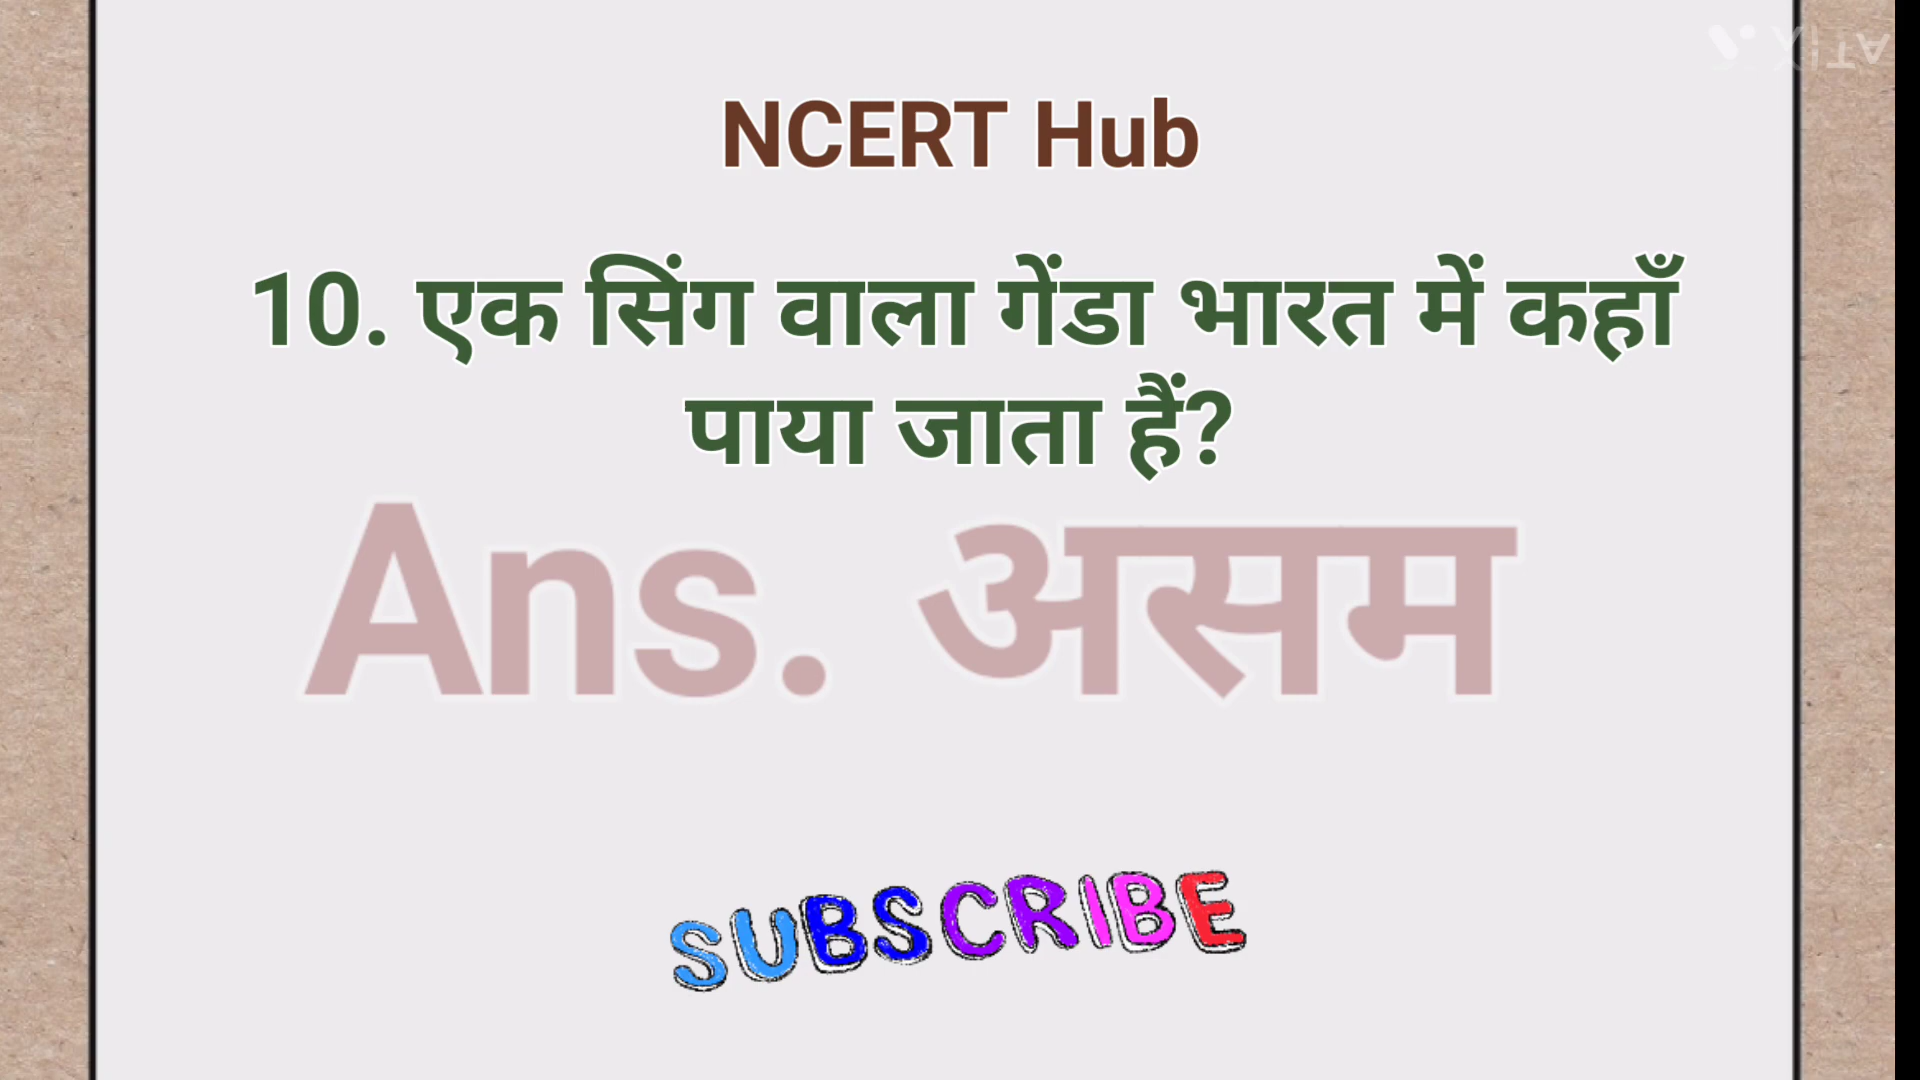 NCERT Hub
10. एक सिंग वाला गेंडा भारत में कहाँ
पाया जाता हैं?
Ans. असम
SUBSCRIBE